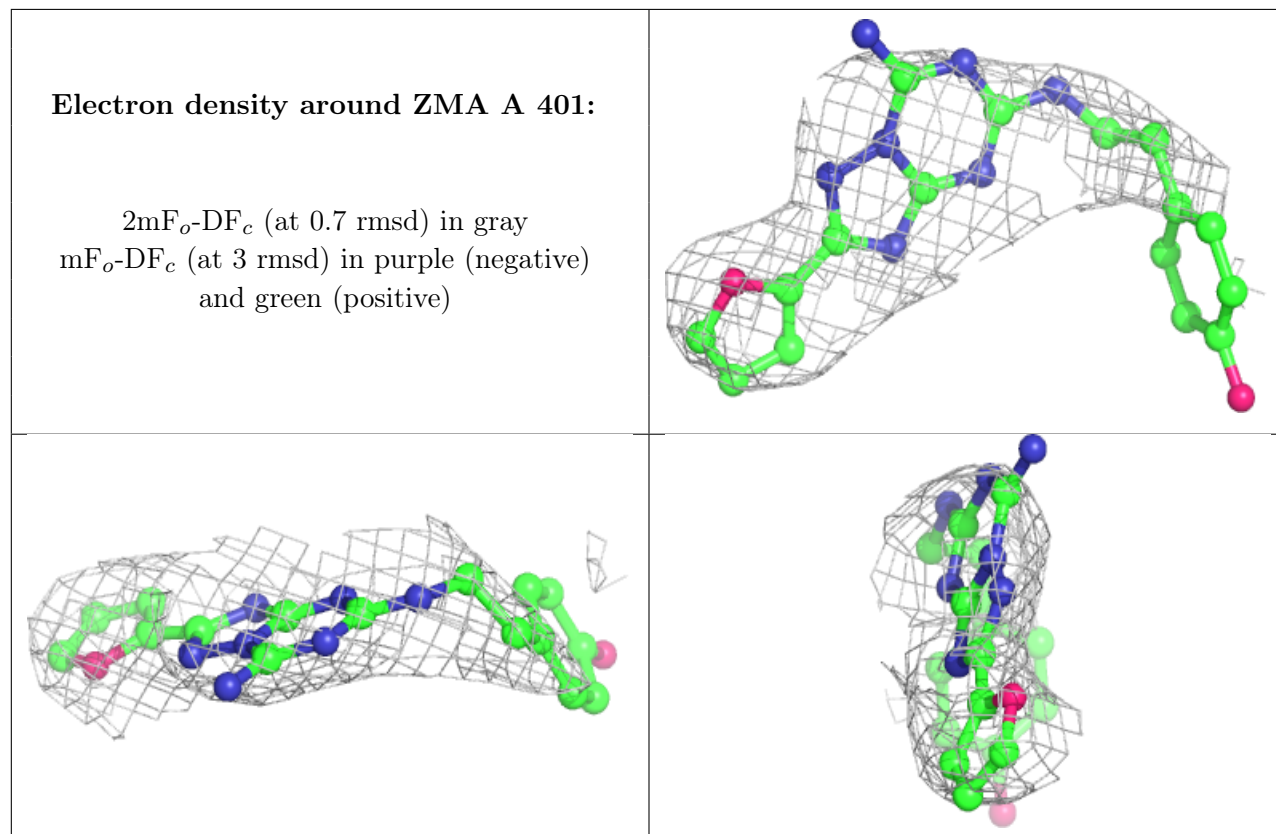 Electron density around ZMA A 401:
2mFₒ-DF𝒸 (at 0.7 rmsd) in gray
mFₒ-DF𝒸 (at 3 rmsd) in purple (negative)
and green (positive)